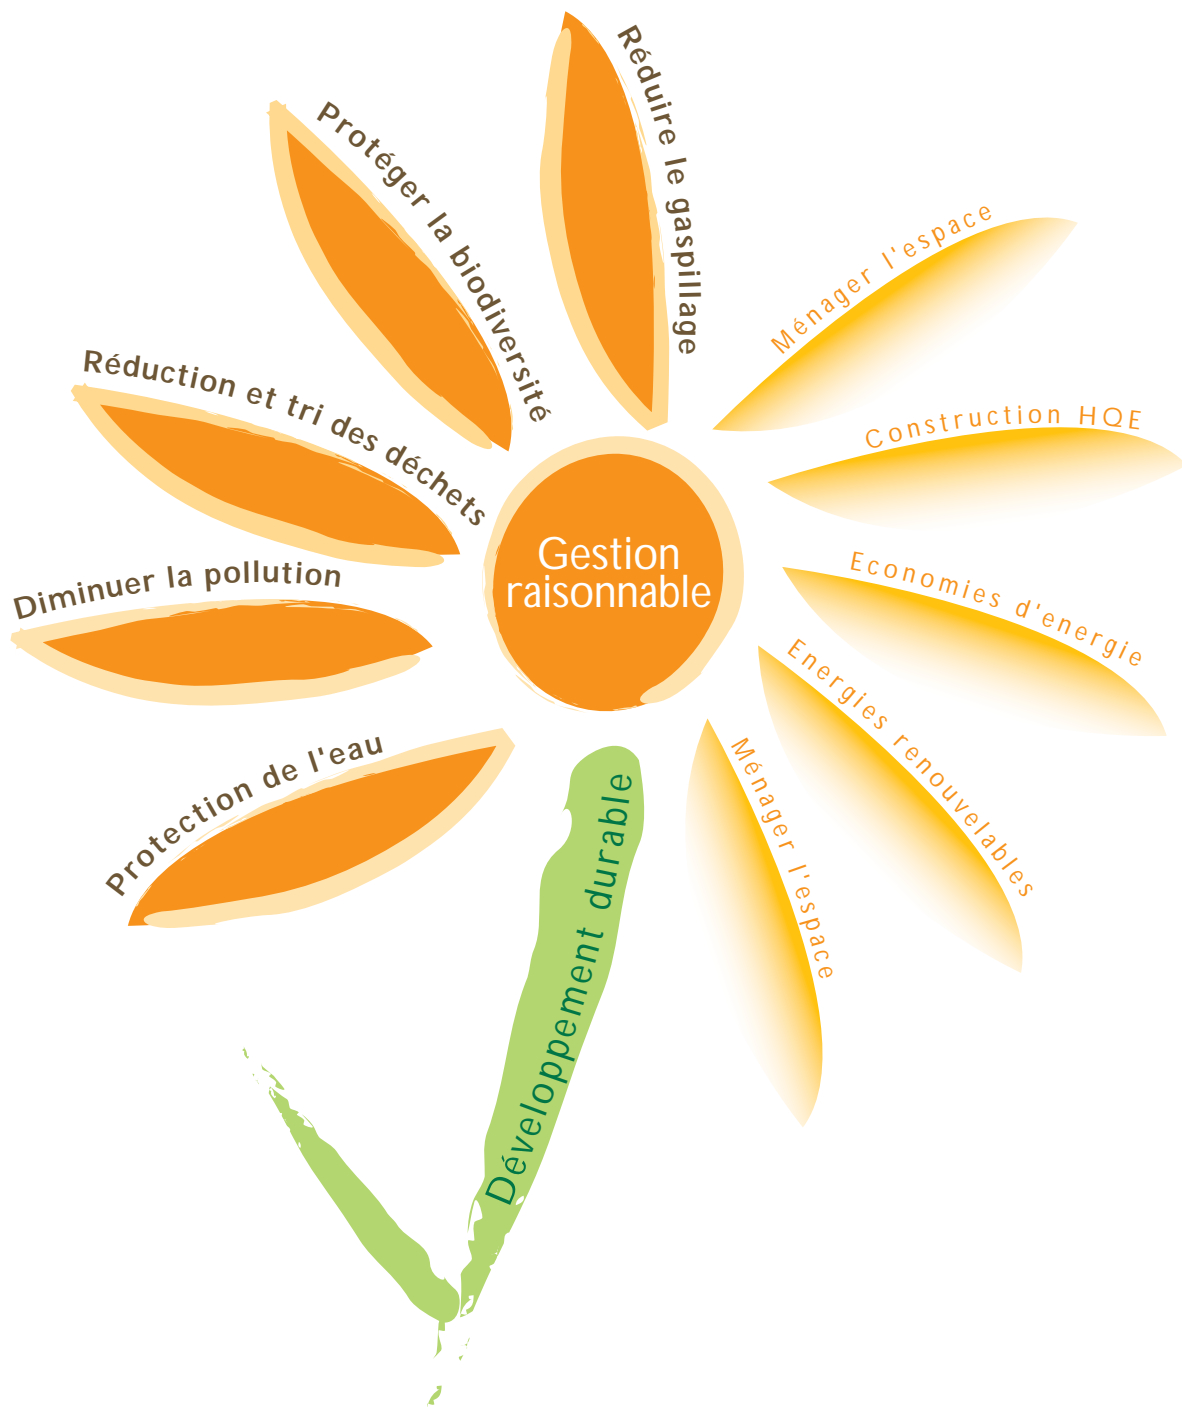 Réduire le gaspillage
Protéger la biodiversité
Réduction et tri des déchets
Diminuer la pollution
Protection de l'eau
Gestion
raisonnable
Ménager l'espace
Construction HQE
Economies d'energie
Energies renouvelables
Ménager l'espace
Développement durable